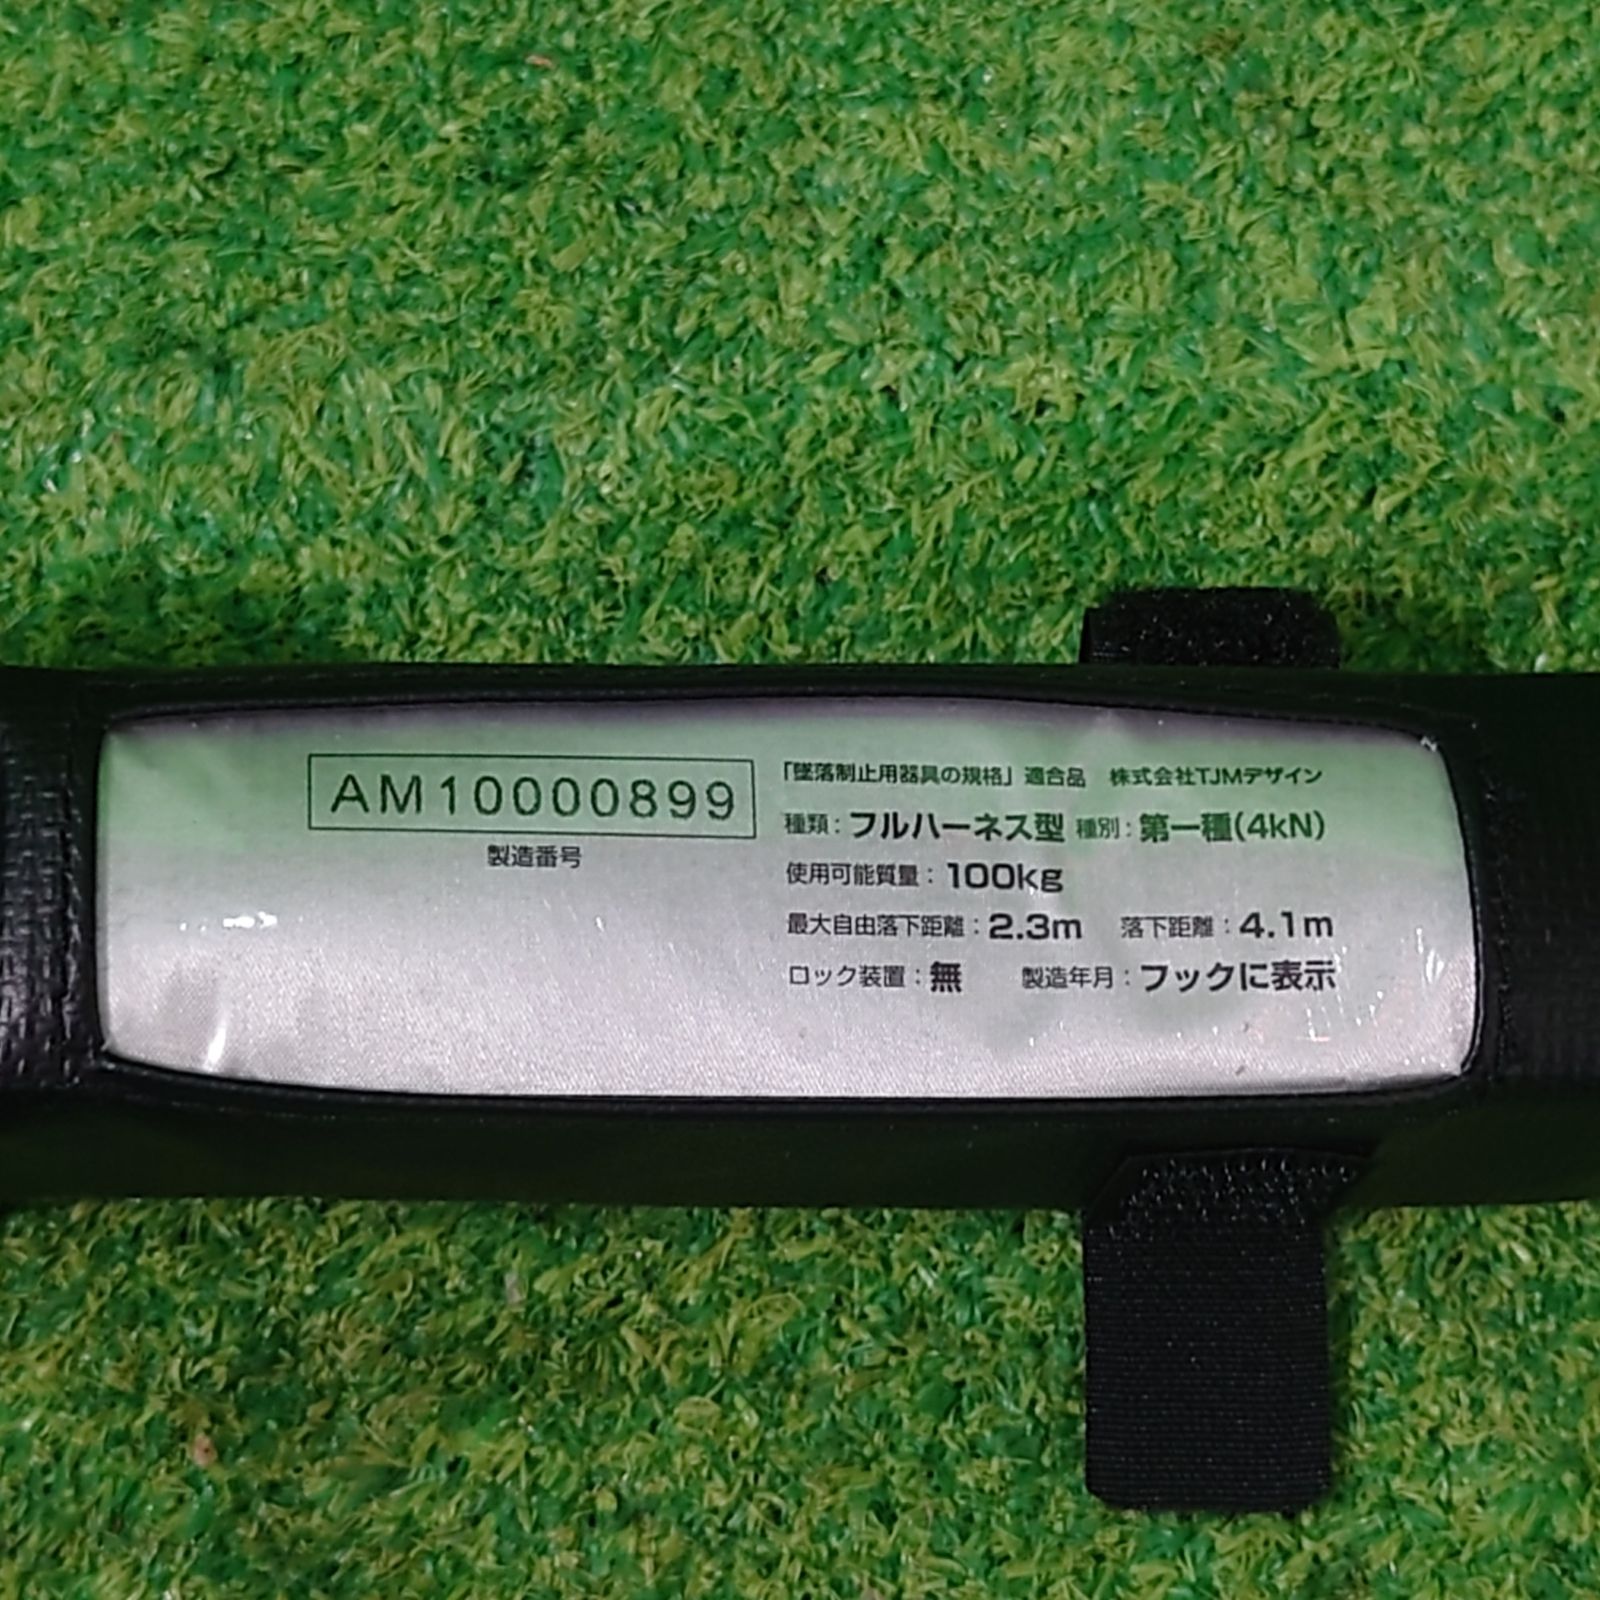 AM10000899
製造番号
「墜落制止用器具の規格」適合品 株式会社TJMデザイン
種類：フルハーネス型 種別：第一種(4kN)
使用可能質量：100kg
最大自由落下距離：2.3m 落下距離：4.1m
ロック装置：無 製造年月：フックに表示